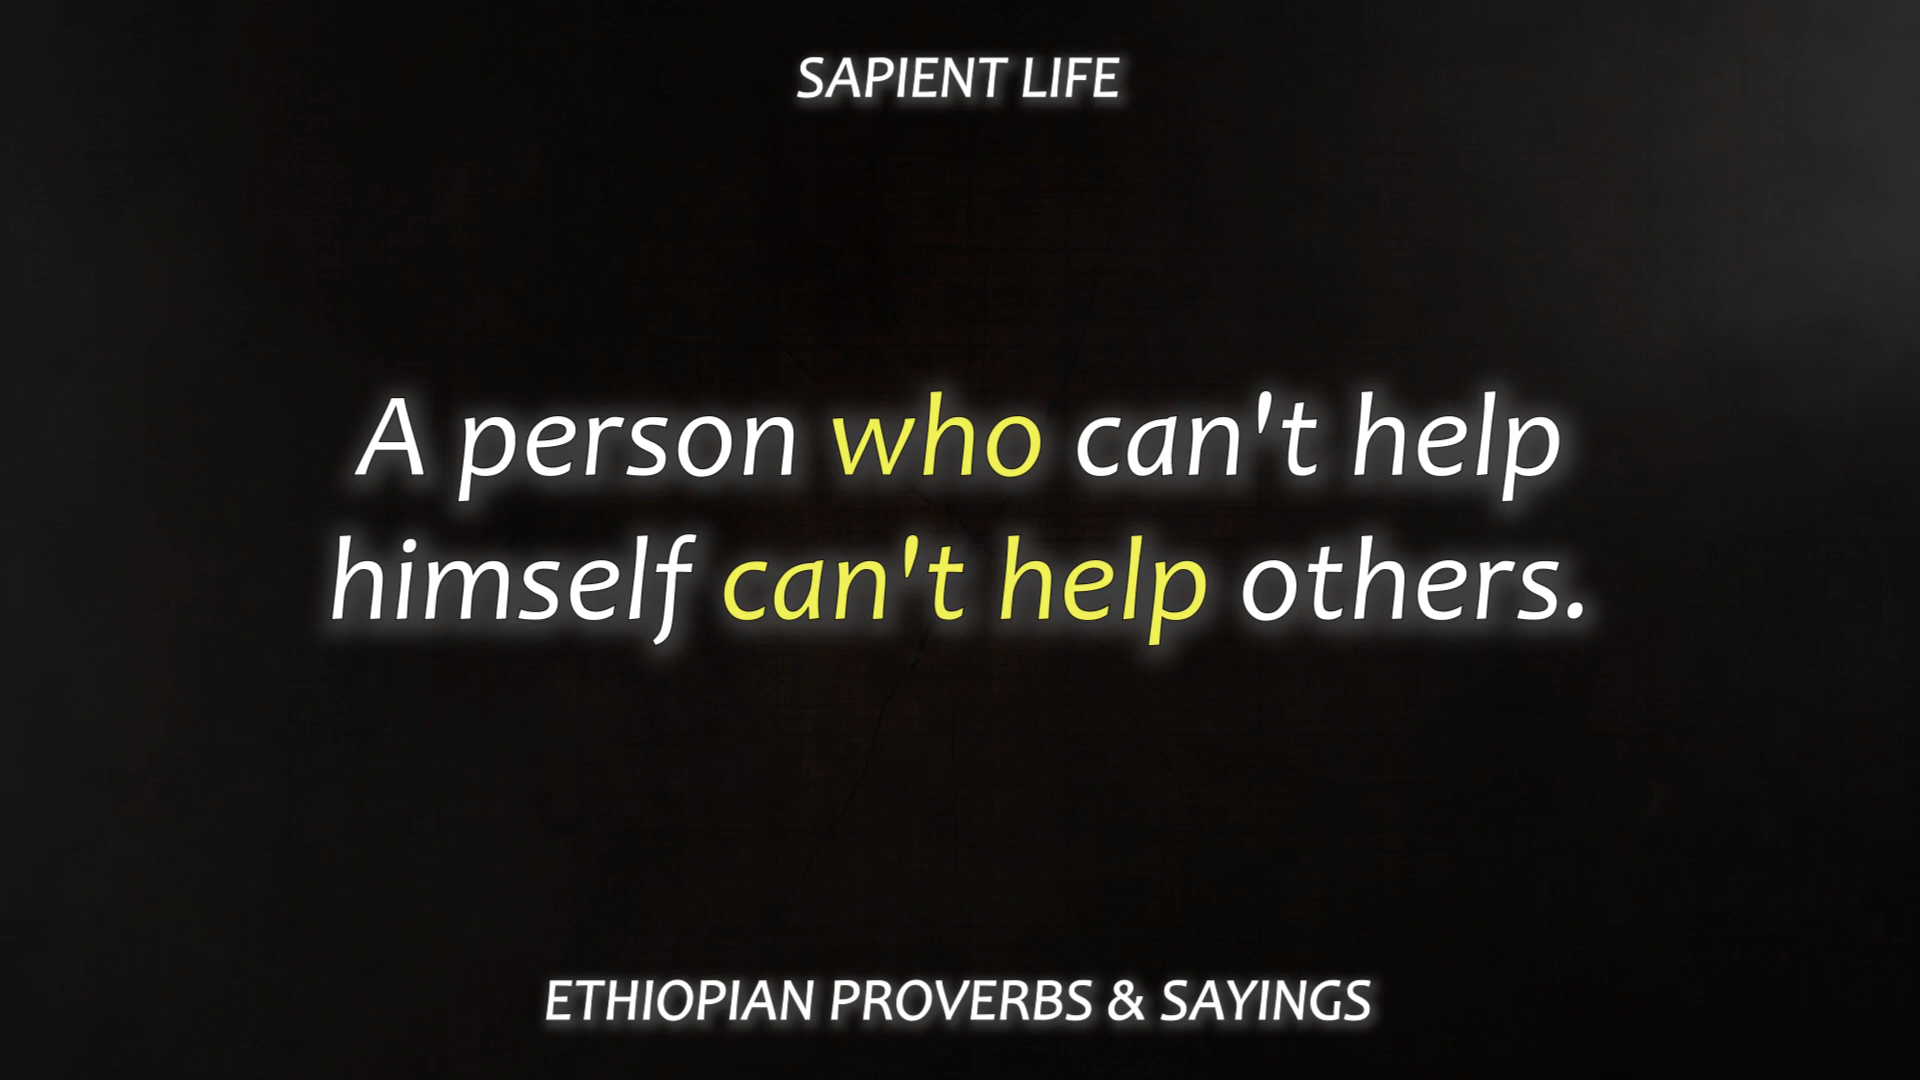 SAPIENT LIFE
A person who can't help
himself can't help others.
ETHIOPIAN PROVERBS & SAYINGS